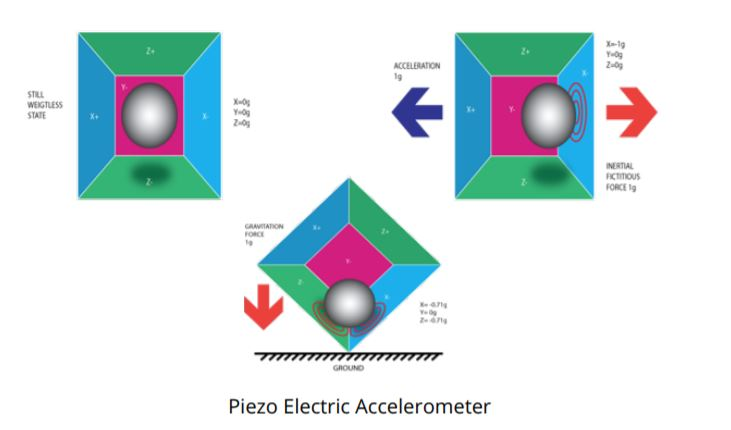 Z+
STILL
WEIGTLESS
STATE
Y-
X+
X-
X=0g
Y=0g
Z=0g
Z-
ACCELERATION
1g
Z+
X=-1g
Y=0g
Z=0g
X-
X+
Y-
Z-
INERTIAL
FICTITIOUS
FORCE 1g
GRAVITATION
FORCE
1g
X+
Z+
Y-
Z-
X-
X= -0.71g
Y= 0g
Z= -0.71g
GROUND
Piezo Electric Accelerometer